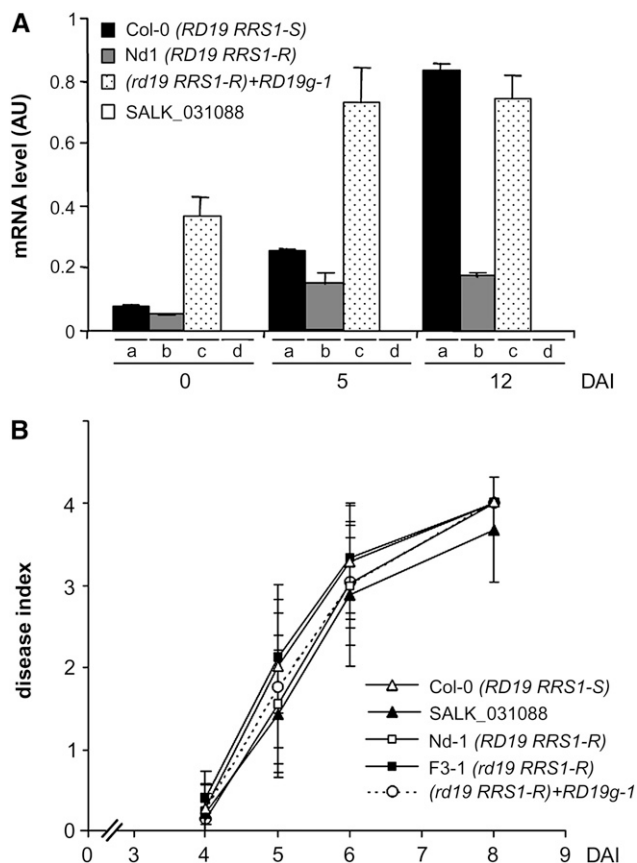 A
Col-0 (RD19 RRS1-S)
Nd1 (RD19 RRS1-R)
(rd19 RRS1-R)+RD19g-1
SALK_031088
mRNA level (AU)
1
0.8
0.6
0.4
0.2
0
a b c d a b c d a b c d
0 5 12 DAI
B
disease index
4
3
2
1
0
Col-0 (RD19 RRS1-S)
SALK_031088
Nd-1 (RD19 RRS1-R)
F3-1 (rd19 RRS1-R)
(rd19 RRS1-R)+RD19g-1
0 3 4 5 6 7 8 9
DAI